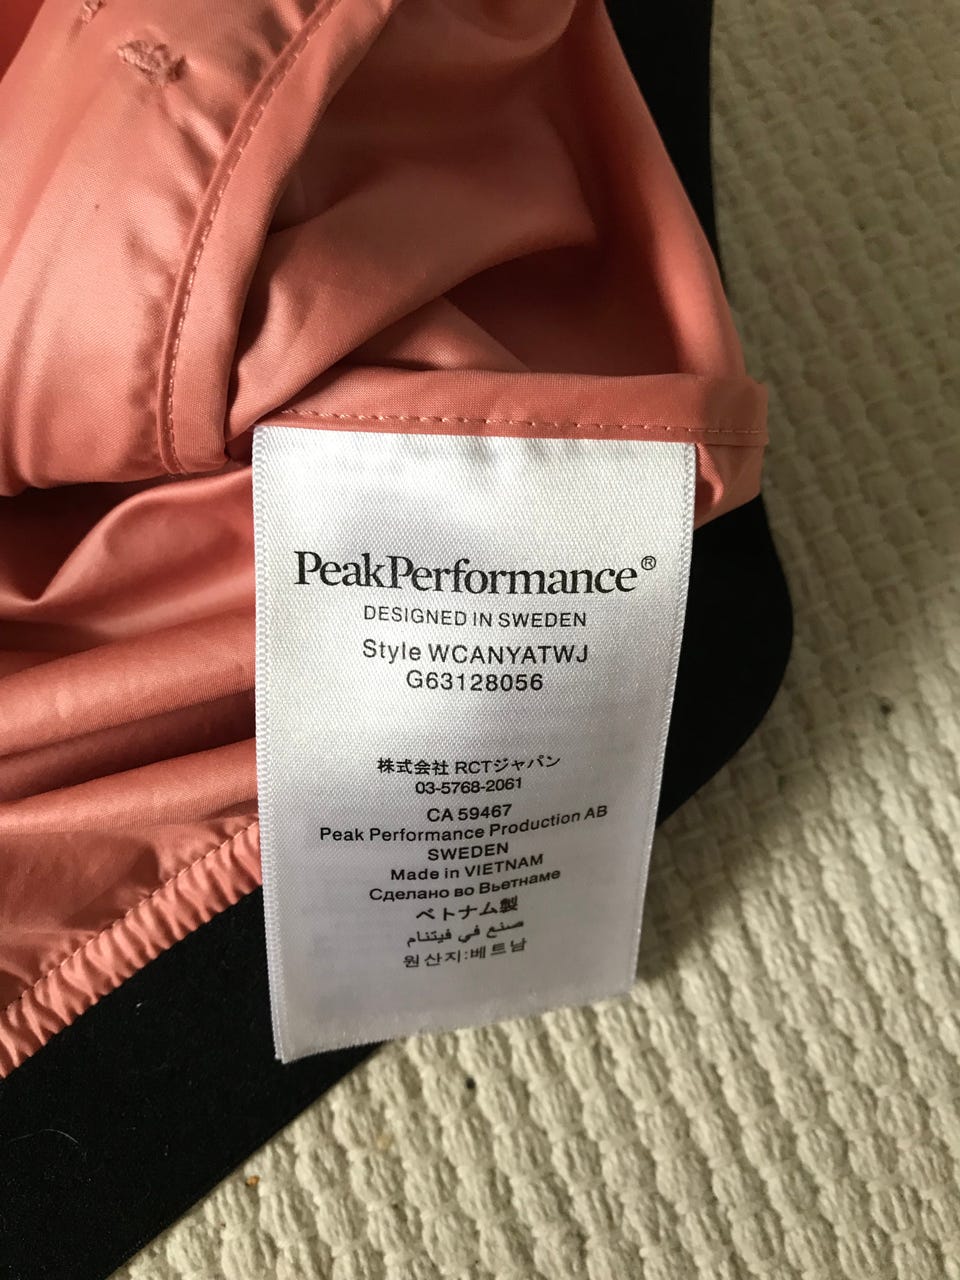 PeakPerformance®
DESIGNED IN SWEDEN
Style WCANYATWJ
G63128056
株式会社 RCTジャパン
03-5768-2061
CA 59467
Peak Performance Production AB
SWEDEN
Made in VIETNAM
Сделано во Вьетнаме
ベトナム製
صنع في فيتنام
원산지:베트남